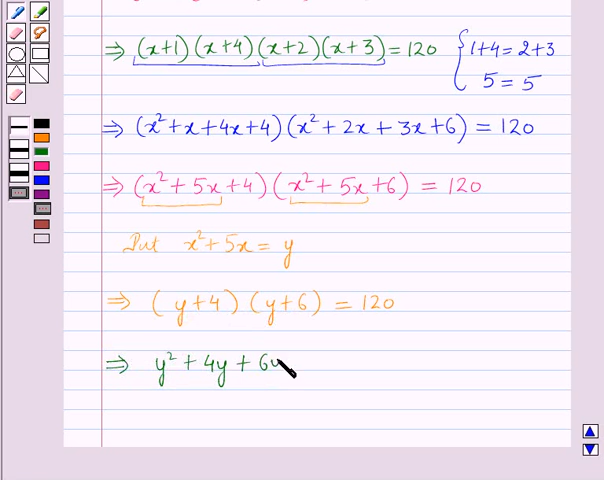 ⇒ (x+1)(x+4)(x+2)(x+3)=120 {1+4=2+3
5=5
⇒ (x²+x+4x+4)(x²+2x+3x+6)=120
⇒ (x²+5x+4)(x²+5x+6)=120
Put x²+5x=y
⇒ (y+4)(y+6)=120
⇒ y²+4y+6y